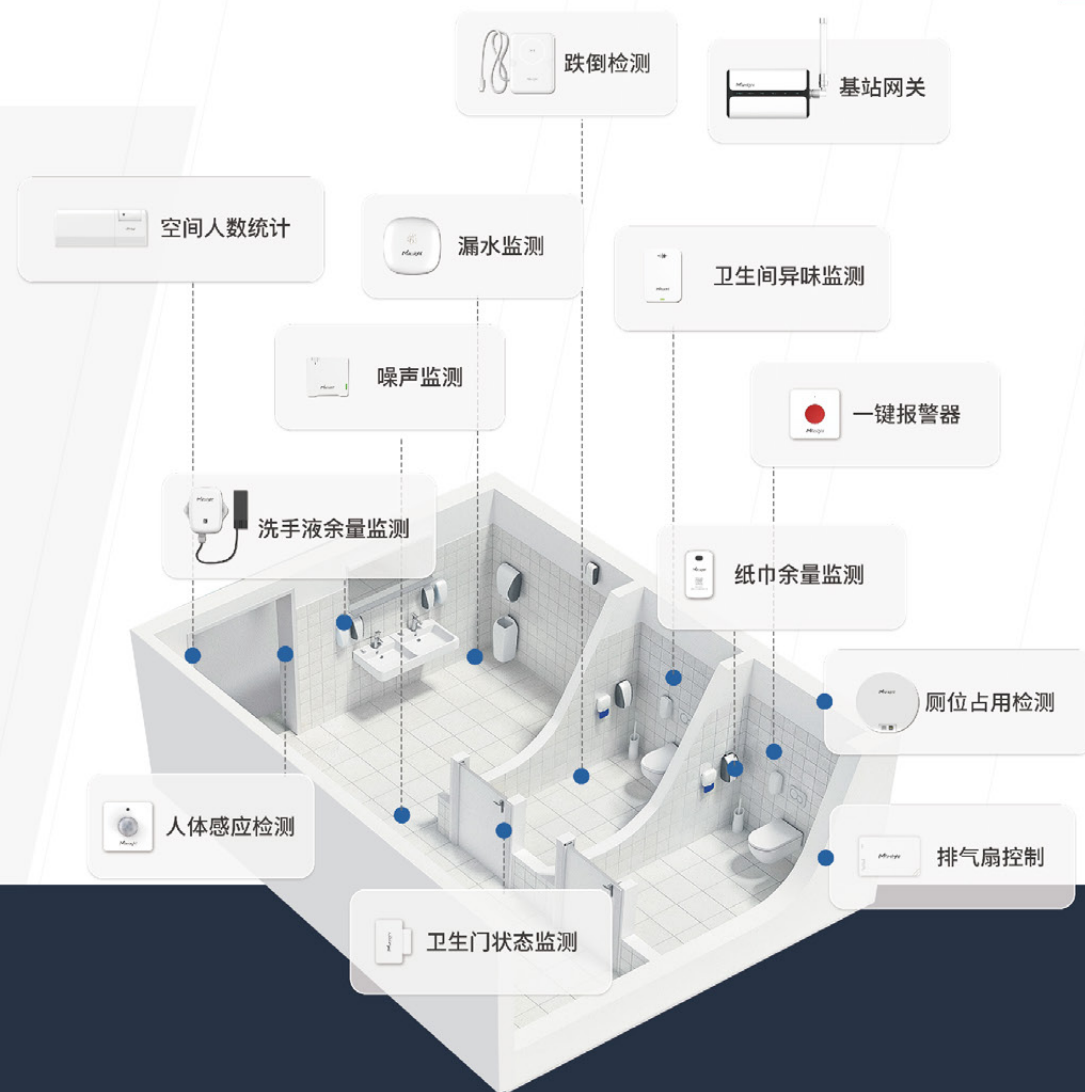 跌倒检测
基站网关
空间人数统计
漏水监测
卫生间异味监测
噪声监测
一键报警器
洗手液余量监测
纸巾余量监测
厕位占用检测
人体感应检测
排气扇控制
卫生门状态监测